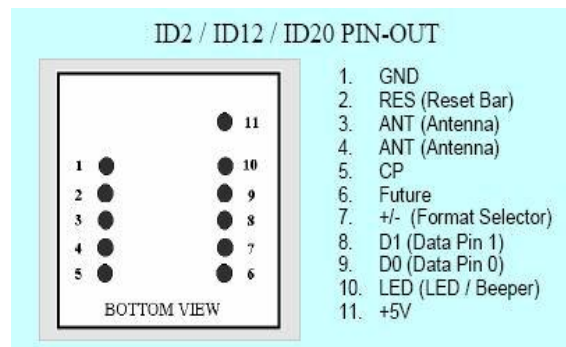 ID2 / ID12 / ID20 PIN-OUT
11
1 10
2 9
3 8
4 7
5 6
BOTTOM VIEW
1. GND
2. RES (Reset Bar)
3. ANT (Antenna)
4. ANT (Antenna)
5. CP
6. Future
7. +/- (Format Selector)
8. D1 (Data Pin 1)
9. D0 (Data Pin 0)
10. LED (LED / Beeper)
11. +5V